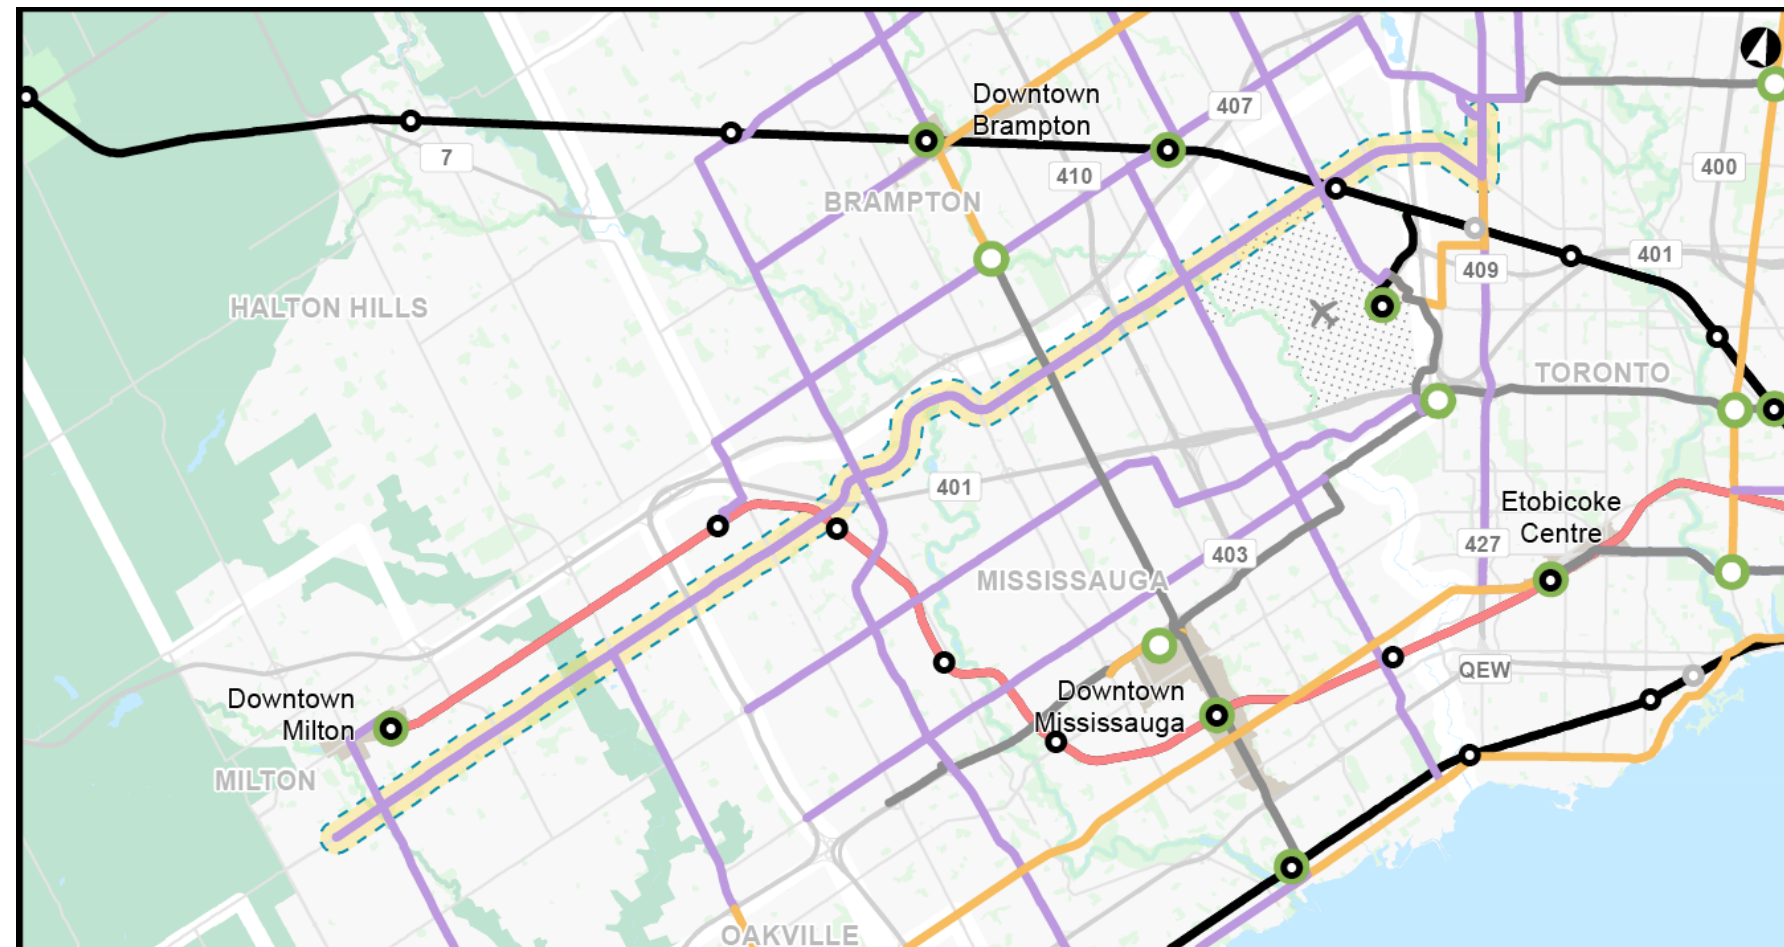 Downtown
Brampton
407
7
410
400
BRAMPTON
401
409
HALTON HILLS
TORONTO
401
Etobicoke
Centre
427
403
MISSISSAUGA
QEW
Downtown
Milton
Downtown
Mississauga
MILTON
OAKVILLE